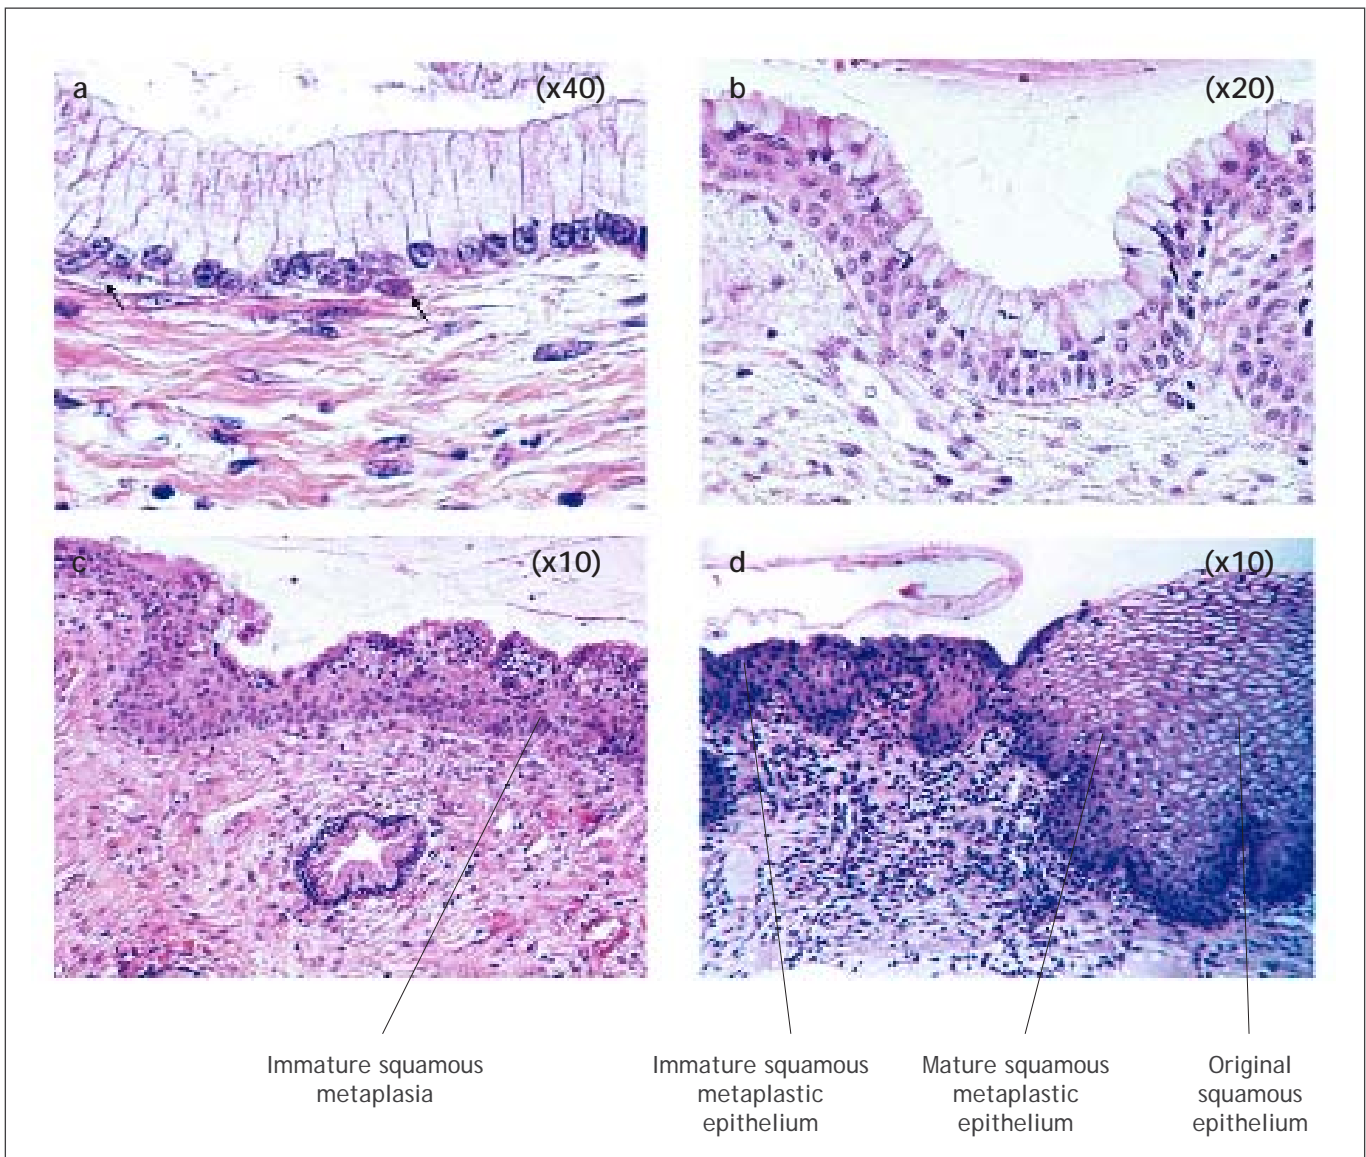 a
(x40)
b
(x20)
c
(x10)
d
(x10)
Immature squamous
metaplasia
Immature squamous
metaplastic
epithelium
Mature squamous
metaplastic
epithelium
Original
squamous
epithelium